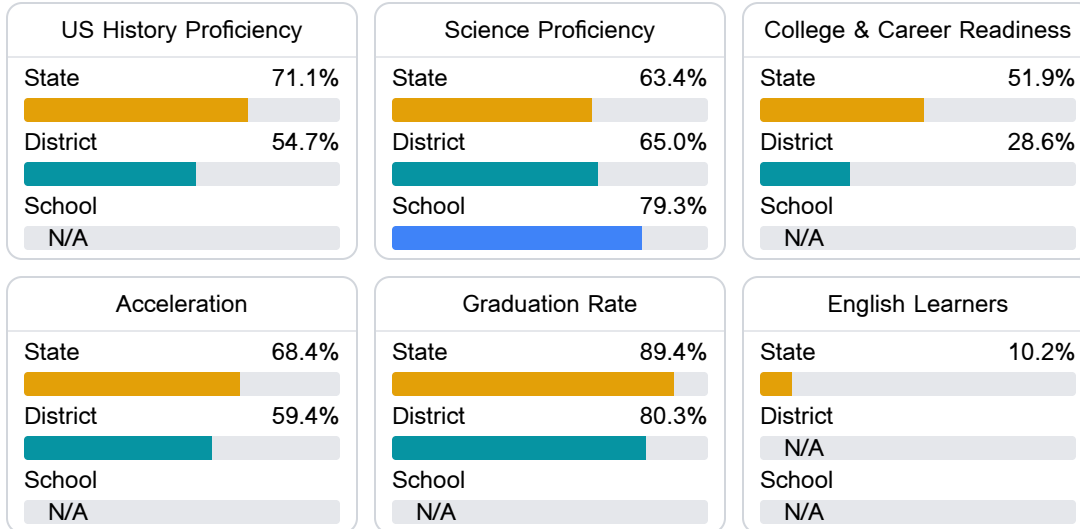 US History Proficiency
State 71.1%
District 54.7%
School
N/A
Science Proficiency
State 63.4%
District 65.0%
School 79.3%
College & Career Readiness
State 51.9%
District 28.6%
School
N/A
Acceleration
State 68.4%
District 59.4%
School
N/A
Graduation Rate
State 89.4%
District 80.3%
School
N/A
English Learners
State 10.2%
District
N/A
School
N/A